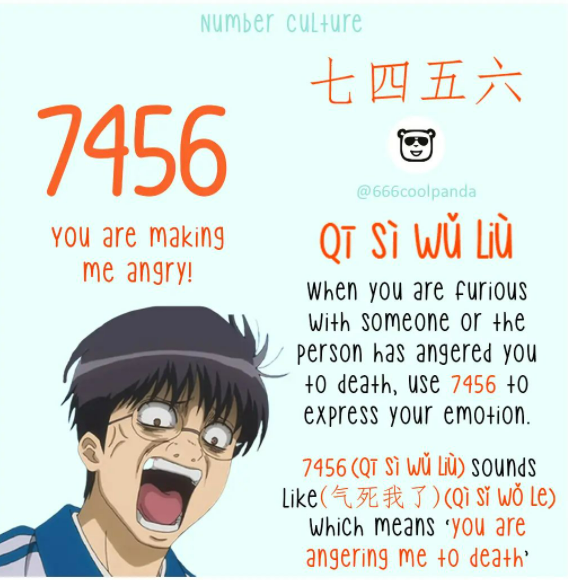 Number Culture
7456
you are making
me angry!
七四五六
@666coolpanda
Qī Sì Wǔ Liù
When you are furious
with someone or the
person has angered you
to death, use 7456 to
express your emotion.
7456 (Qī Sì Wǔ Liù) sounds
Like(气死我了)(Qì Sǐ Wǒ Le)
which means ‘you are
angering me to death’